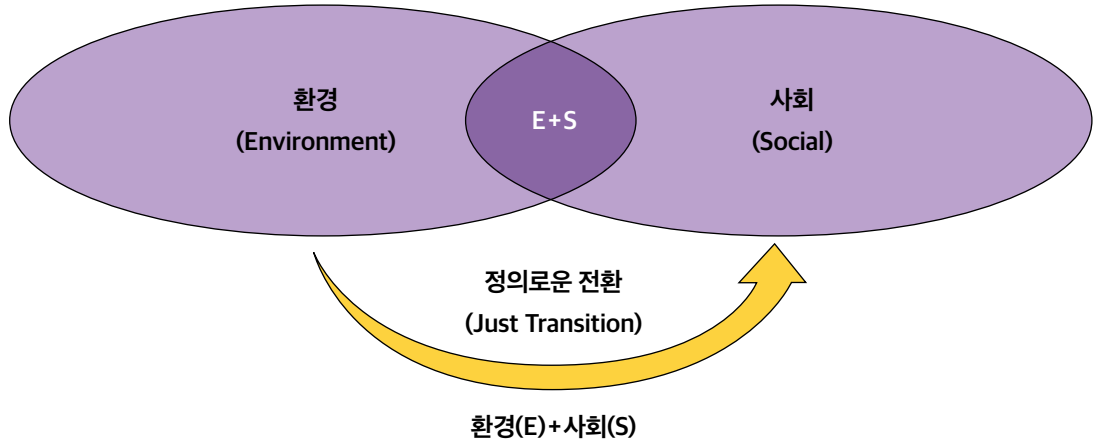 환경
(Environment)
E+S
사회
(Social)
정의로운 전환
(Just Transition)
환경(E)+사회(S)